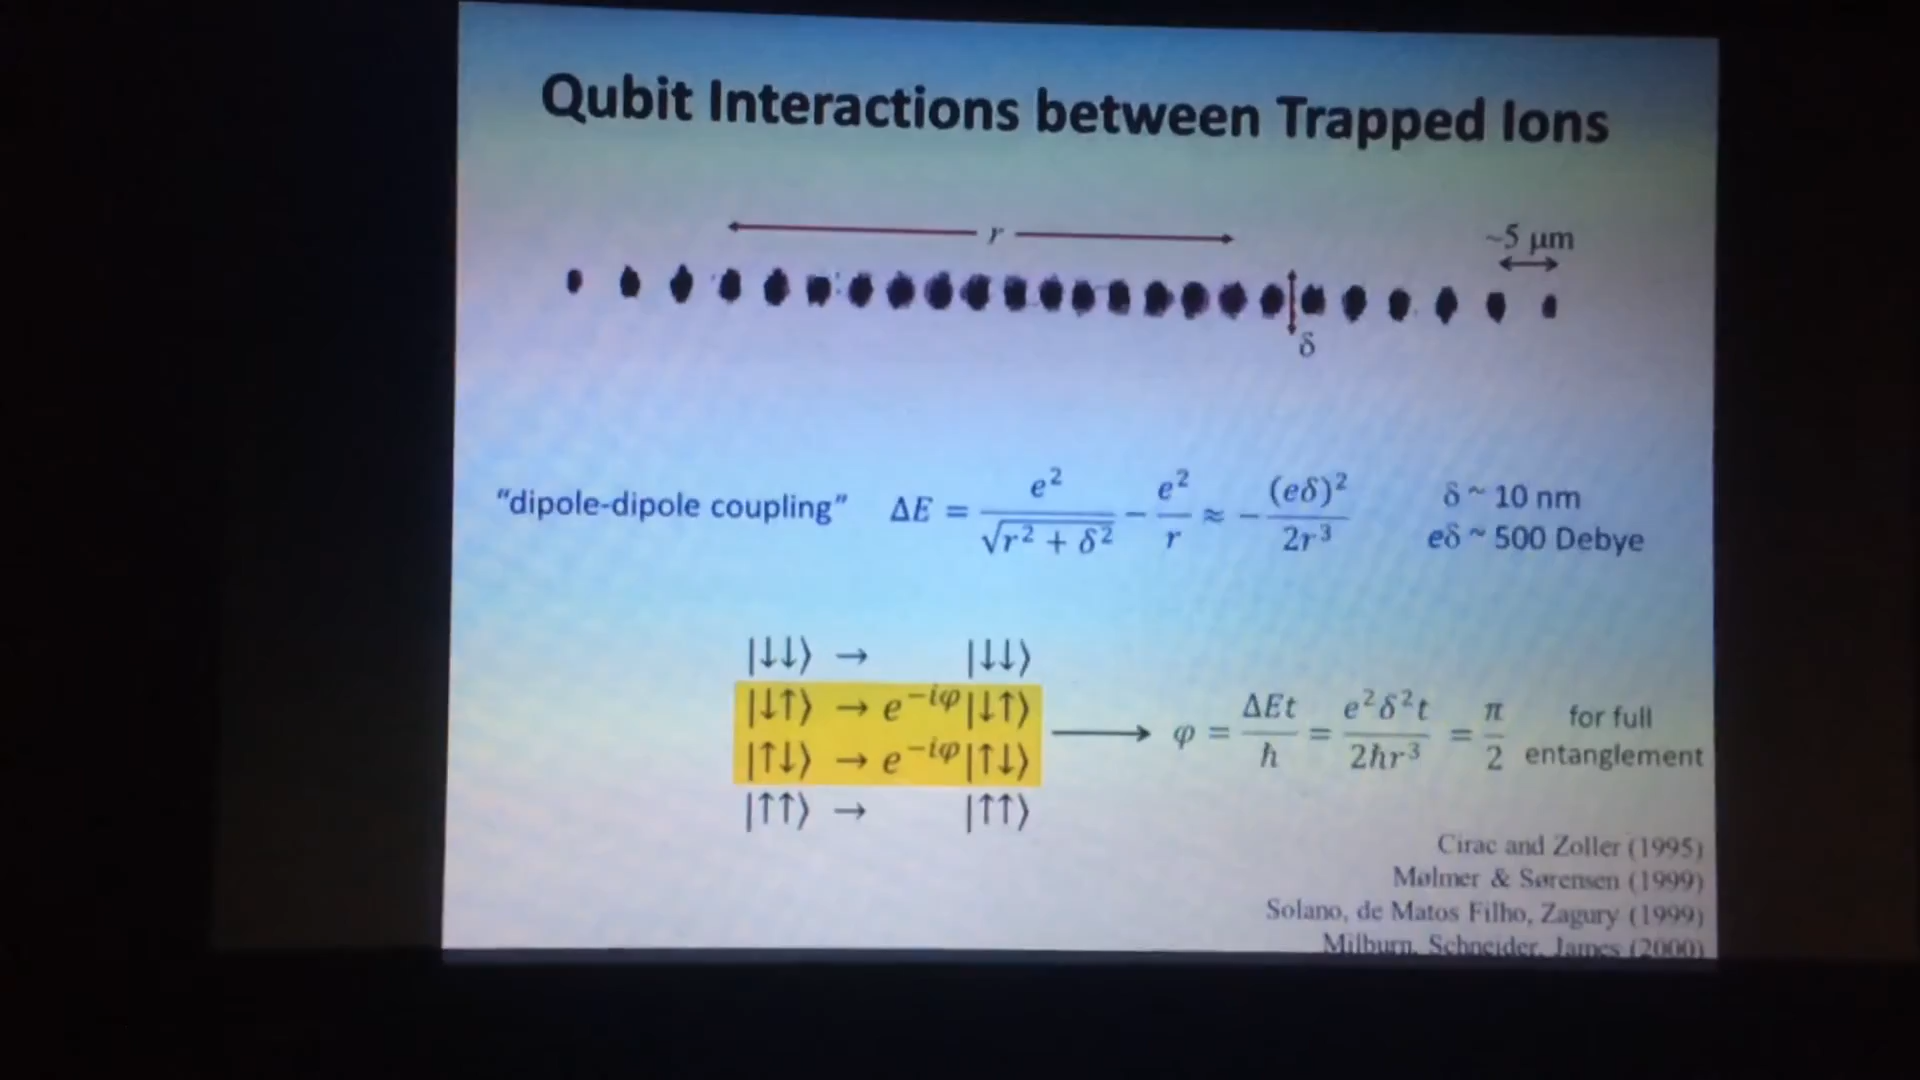 Qubit Interactions between Trapped Ions
r
~5 µm
δ
"dipole-dipole coupling" ΔE = e²/√r² + δ² − e²/r ≈ − (eδ)²/2r³
δ ~ 10 nm
eδ ~ 500 Debye
|↓↓⟩ → |↓↓⟩
|↓↑⟩ → e^−iφ|↓↑⟩
|↑↓⟩ → e^−iφ|↑↓⟩
|↑↑⟩ → |↑↑⟩
φ = ΔEt/ħ = e²δ²t/2ħr³ = π/2
for full
entanglement
Cirac and Zoller (1995)
Mølmer & Sørensen (1999)
Solano, de Matos Filho, Zagury (1999)
Milburn, Schneider, James (2000)